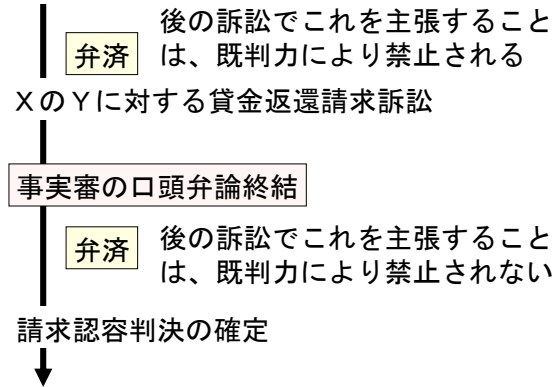 後の訴訟でこれを主張すること
弁済
は、既判力により禁止される
XのYに対する貸金返還請求訴訟
事実審の口頭弁論終結
後の訴訟でこれを主張すること
弁済
は、既判力により禁止されない
請求認容判決の確定